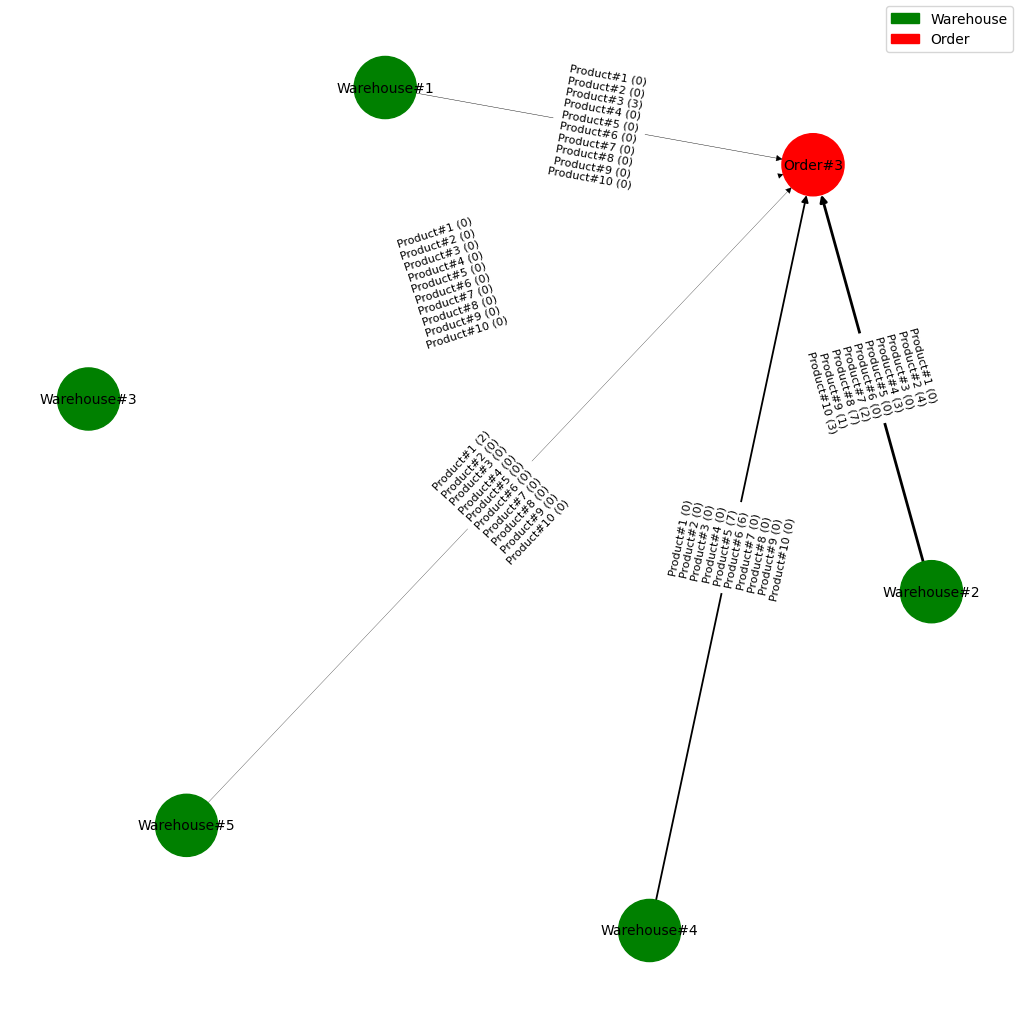 Warehouse
Order
Warehouse#1
Product#1 (0)
Product#2 (0)
Product#3 (3)
Product#4 (0)
Product#5 (0)
Product#6 (0)
Product#7 (0)
Product#8 (0)
Product#9 (0)
Product#10 (0)
Order#3
Product#1 (0)
Product#2 (0)
Product#3 (0)
Product#4 (0)
Product#5 (0)
Product#6 (0)
Product#7 (0)
Product#8 (0)
Product#9 (0)
Product#10 (0)
Warehouse#3
Product#1 (0)
Product#2 (4)
Product#3 (0)
Product#4 (3)
Product#5 (0)
Product#6 (0)
Product#7 (2)
Product#8 (7)
Product#9 (1)
Product#10 (3)
Product#1 (2)
Product#2 (0)
Product#3 (0)
Product#4 (0)
Product#5 (0)
Product#6 (0)
Product#7 (0)
Product#8 (0)
Product#9 (0)
Product#10 (0)
Product#1 (0)
Product#2 (0)
Product#3 (0)
Product#4 (0)
Product#5 (7)
Product#6 (6)
Product#7 (0)
Product#8 (0)
Product#9 (0)
Product#10 (0)
Warehouse#2
Warehouse#5
Warehouse#4